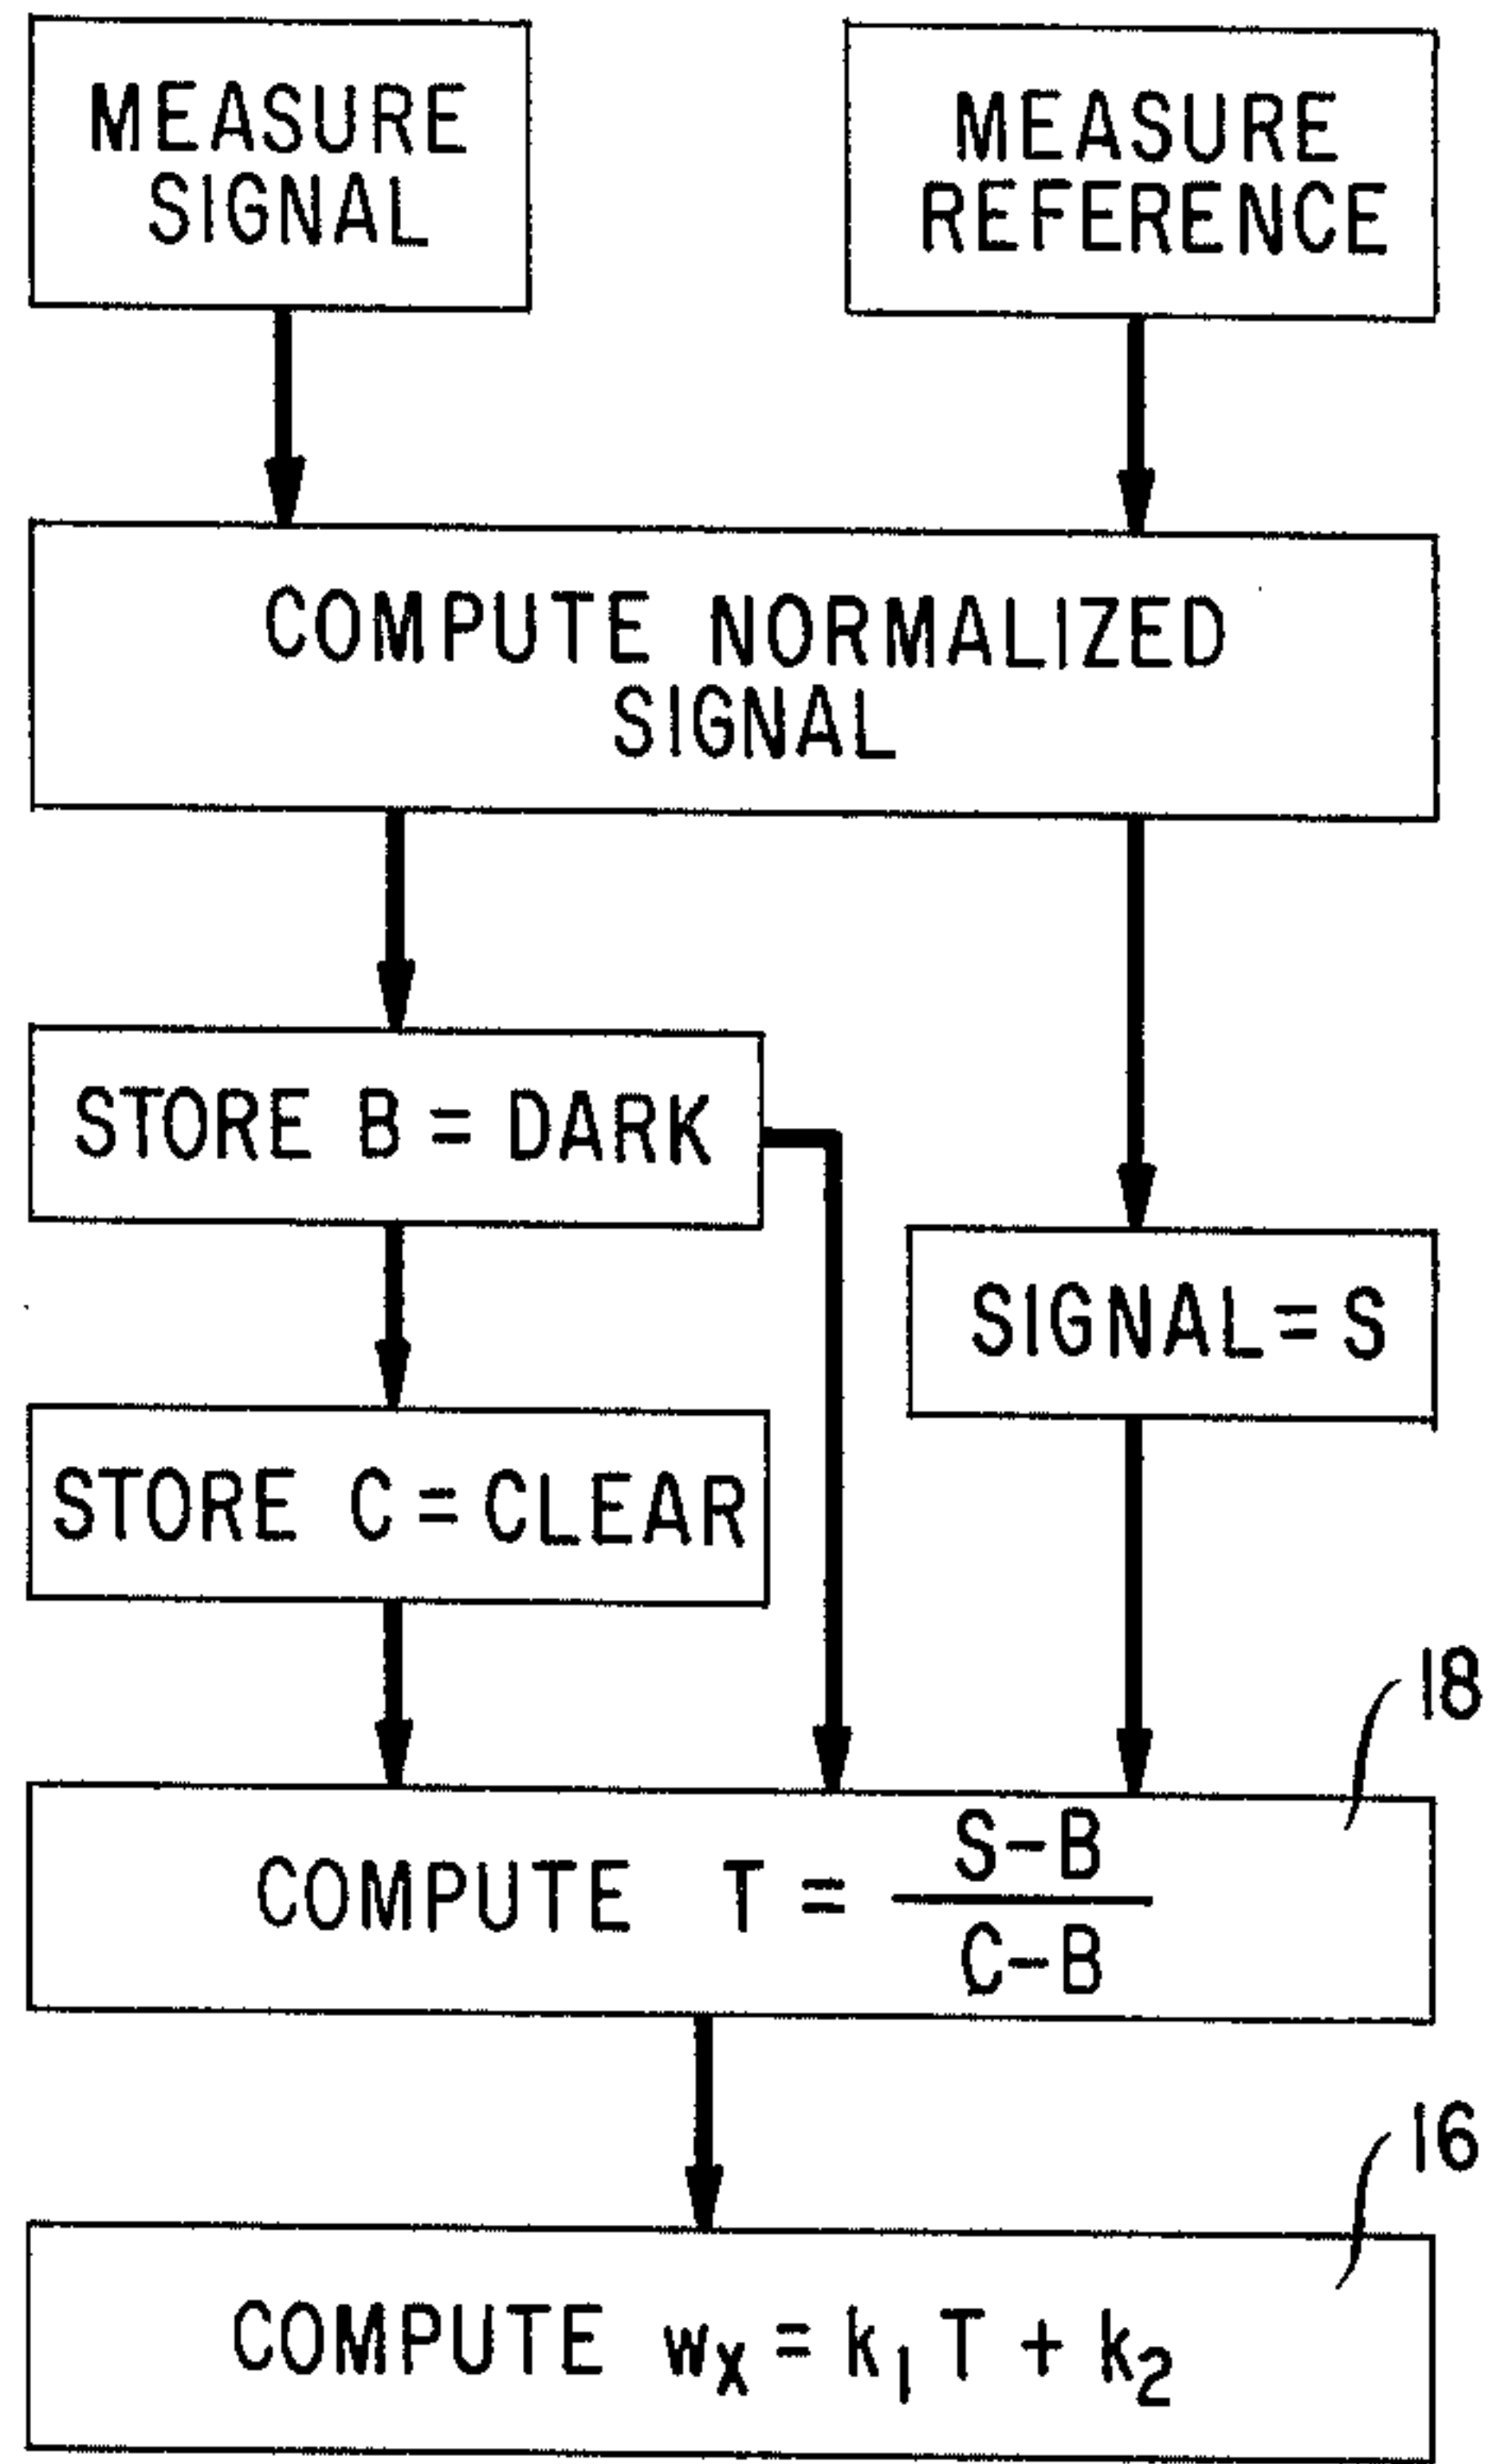 MEASURE
SIGNAL
MEASURE
REFERENCE
COMPUTE NORMALIZED
SIGNAL
STORE B = DARK
SIGNAL = S
STORE C = CLEAR
18
COMPUTE T = S-B
C-B
16
COMPUTE wₓ = k₁ T + k₂